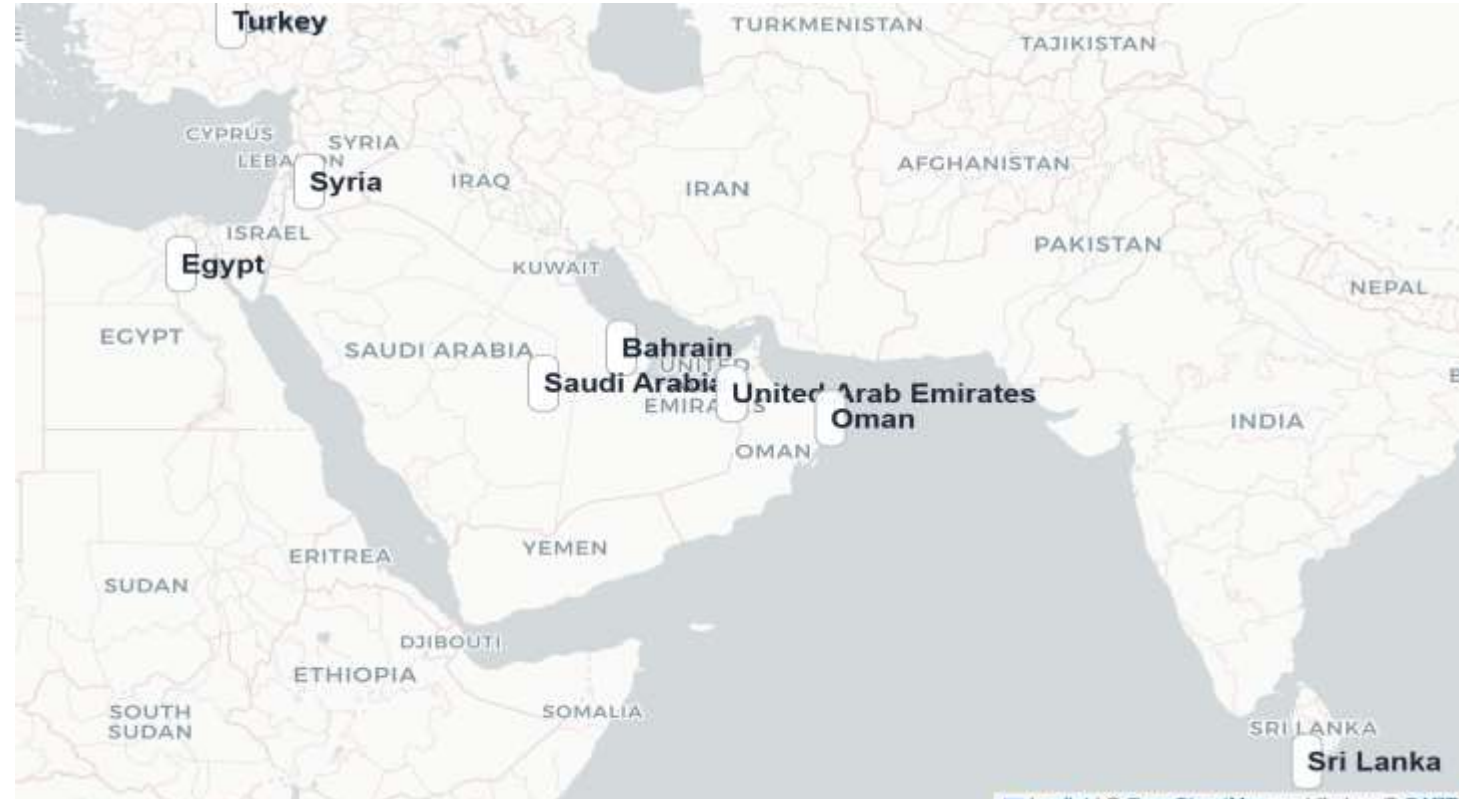 Turkey
TURKMENISTAN
TAJIKISTAN
CYPRUS
SYRIA
AFGHANISTAN
Syria
IRAQ
IRAN
ISRAEL
PAKISTAN
Egypt
KUWAIT
NEPAL
EGYPT
SAUDI ARABIA
Bahrain
UNITED
Saudi Arabia
United Arab Emirates
Oman
INDIA
OMAN
YEMEN
ERITREA
SUDAN
DJIBOUTI
ETHIOPIA
SOUTH
SUDAN
SOMALIA
SRI LANKA
Sri Lanka